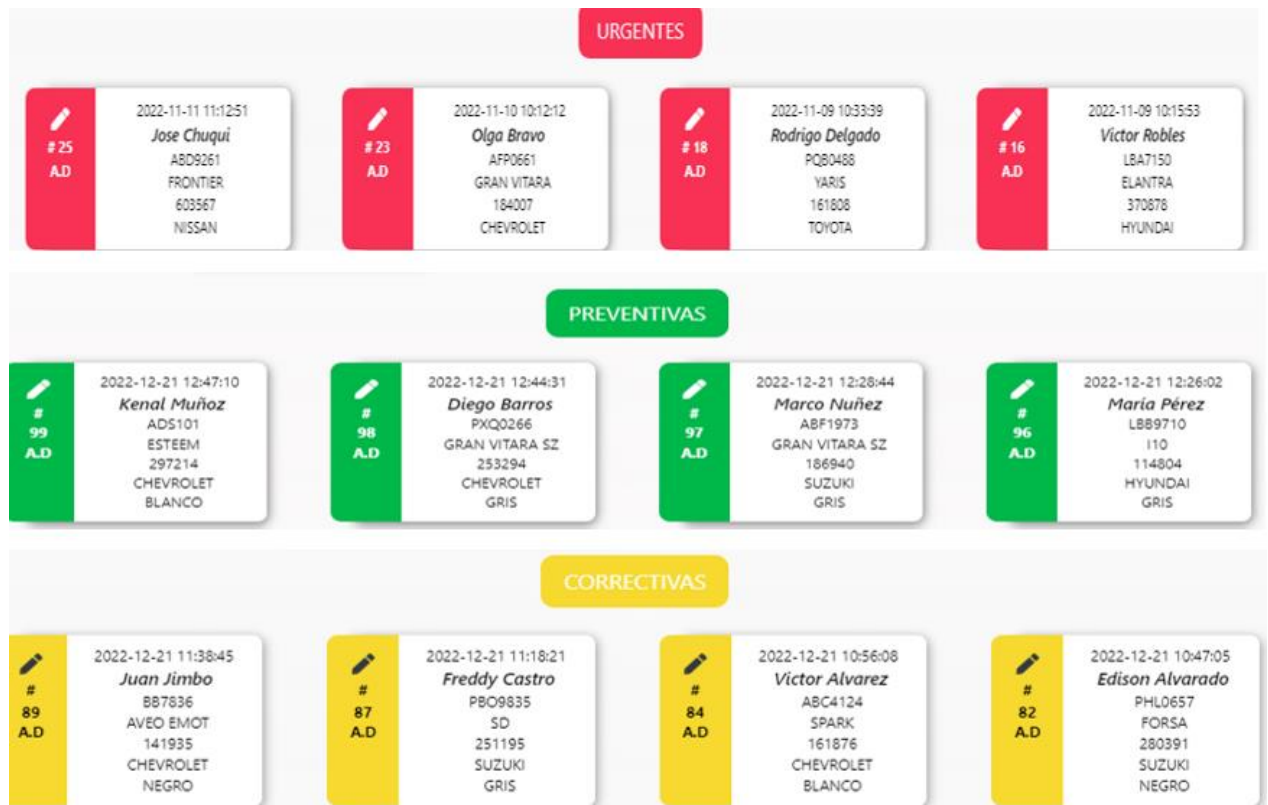 URGENTES
# 25
A.D
2022-11-11 11:12:51
Jose Chuqui
ABD9261
FRONTIER
603567
NISSAN
# 23
A.D
2022-11-10 10:12:12
Olga Bravo
AFP0661
GRAN VITARA
184007
CHEVROLET
# 18
A.D
2022-11-09 10:33:39
Rodrigo Delgado
PQB0488
YARIS
161808
TOYOTA
# 16
A.D
2022-11-09 10:15:53
Victor Robles
LBA7150
ELANTRA
370878
HYUNDAI
PREVENTIVAS
#
99
A.D
2022-12-21 12:47:10
Kenal Muñoz
ADS101
ESTEEM
297214
CHEVROLET
BLANCO
#
98
A.D
2022-12-21 12:44:31
Diego Barros
PXQ0266
GRAN VITARA SZ
253294
CHEVROLET
GRIS
#
97
A.D
2022-12-21 12:28:44
Marco Nuñez
ABF1973
GRAN VITARA SZ
186940
SUZUKI
GRIS
#
96
A.D
2022-12-21 12:26:02
María Pérez
LBB9710
I10
114804
HYUNDAI
GRIS
CORRECTIVAS
#
89
A.D
2022-12-21 11:38:45
Juan Jimbo
BB7836
AVEO EMOT
141935
CHEVROLET
NEGRO
#
87
A.D
2022-12-21 11:18:21
Freddy Castro
PBO9835
SD
251195
SUZUKI
GRIS
#
84
A.D
2022-12-21 10:56:08
Victor Alvarez
ABC4124
SPARK
161876
CHEVROLET
BLANCO
#
82
A.D
2022-12-21 10:47:05
Edison Alvarado
PHL0657
FORSA
280391
SUZUKI
NEGRO